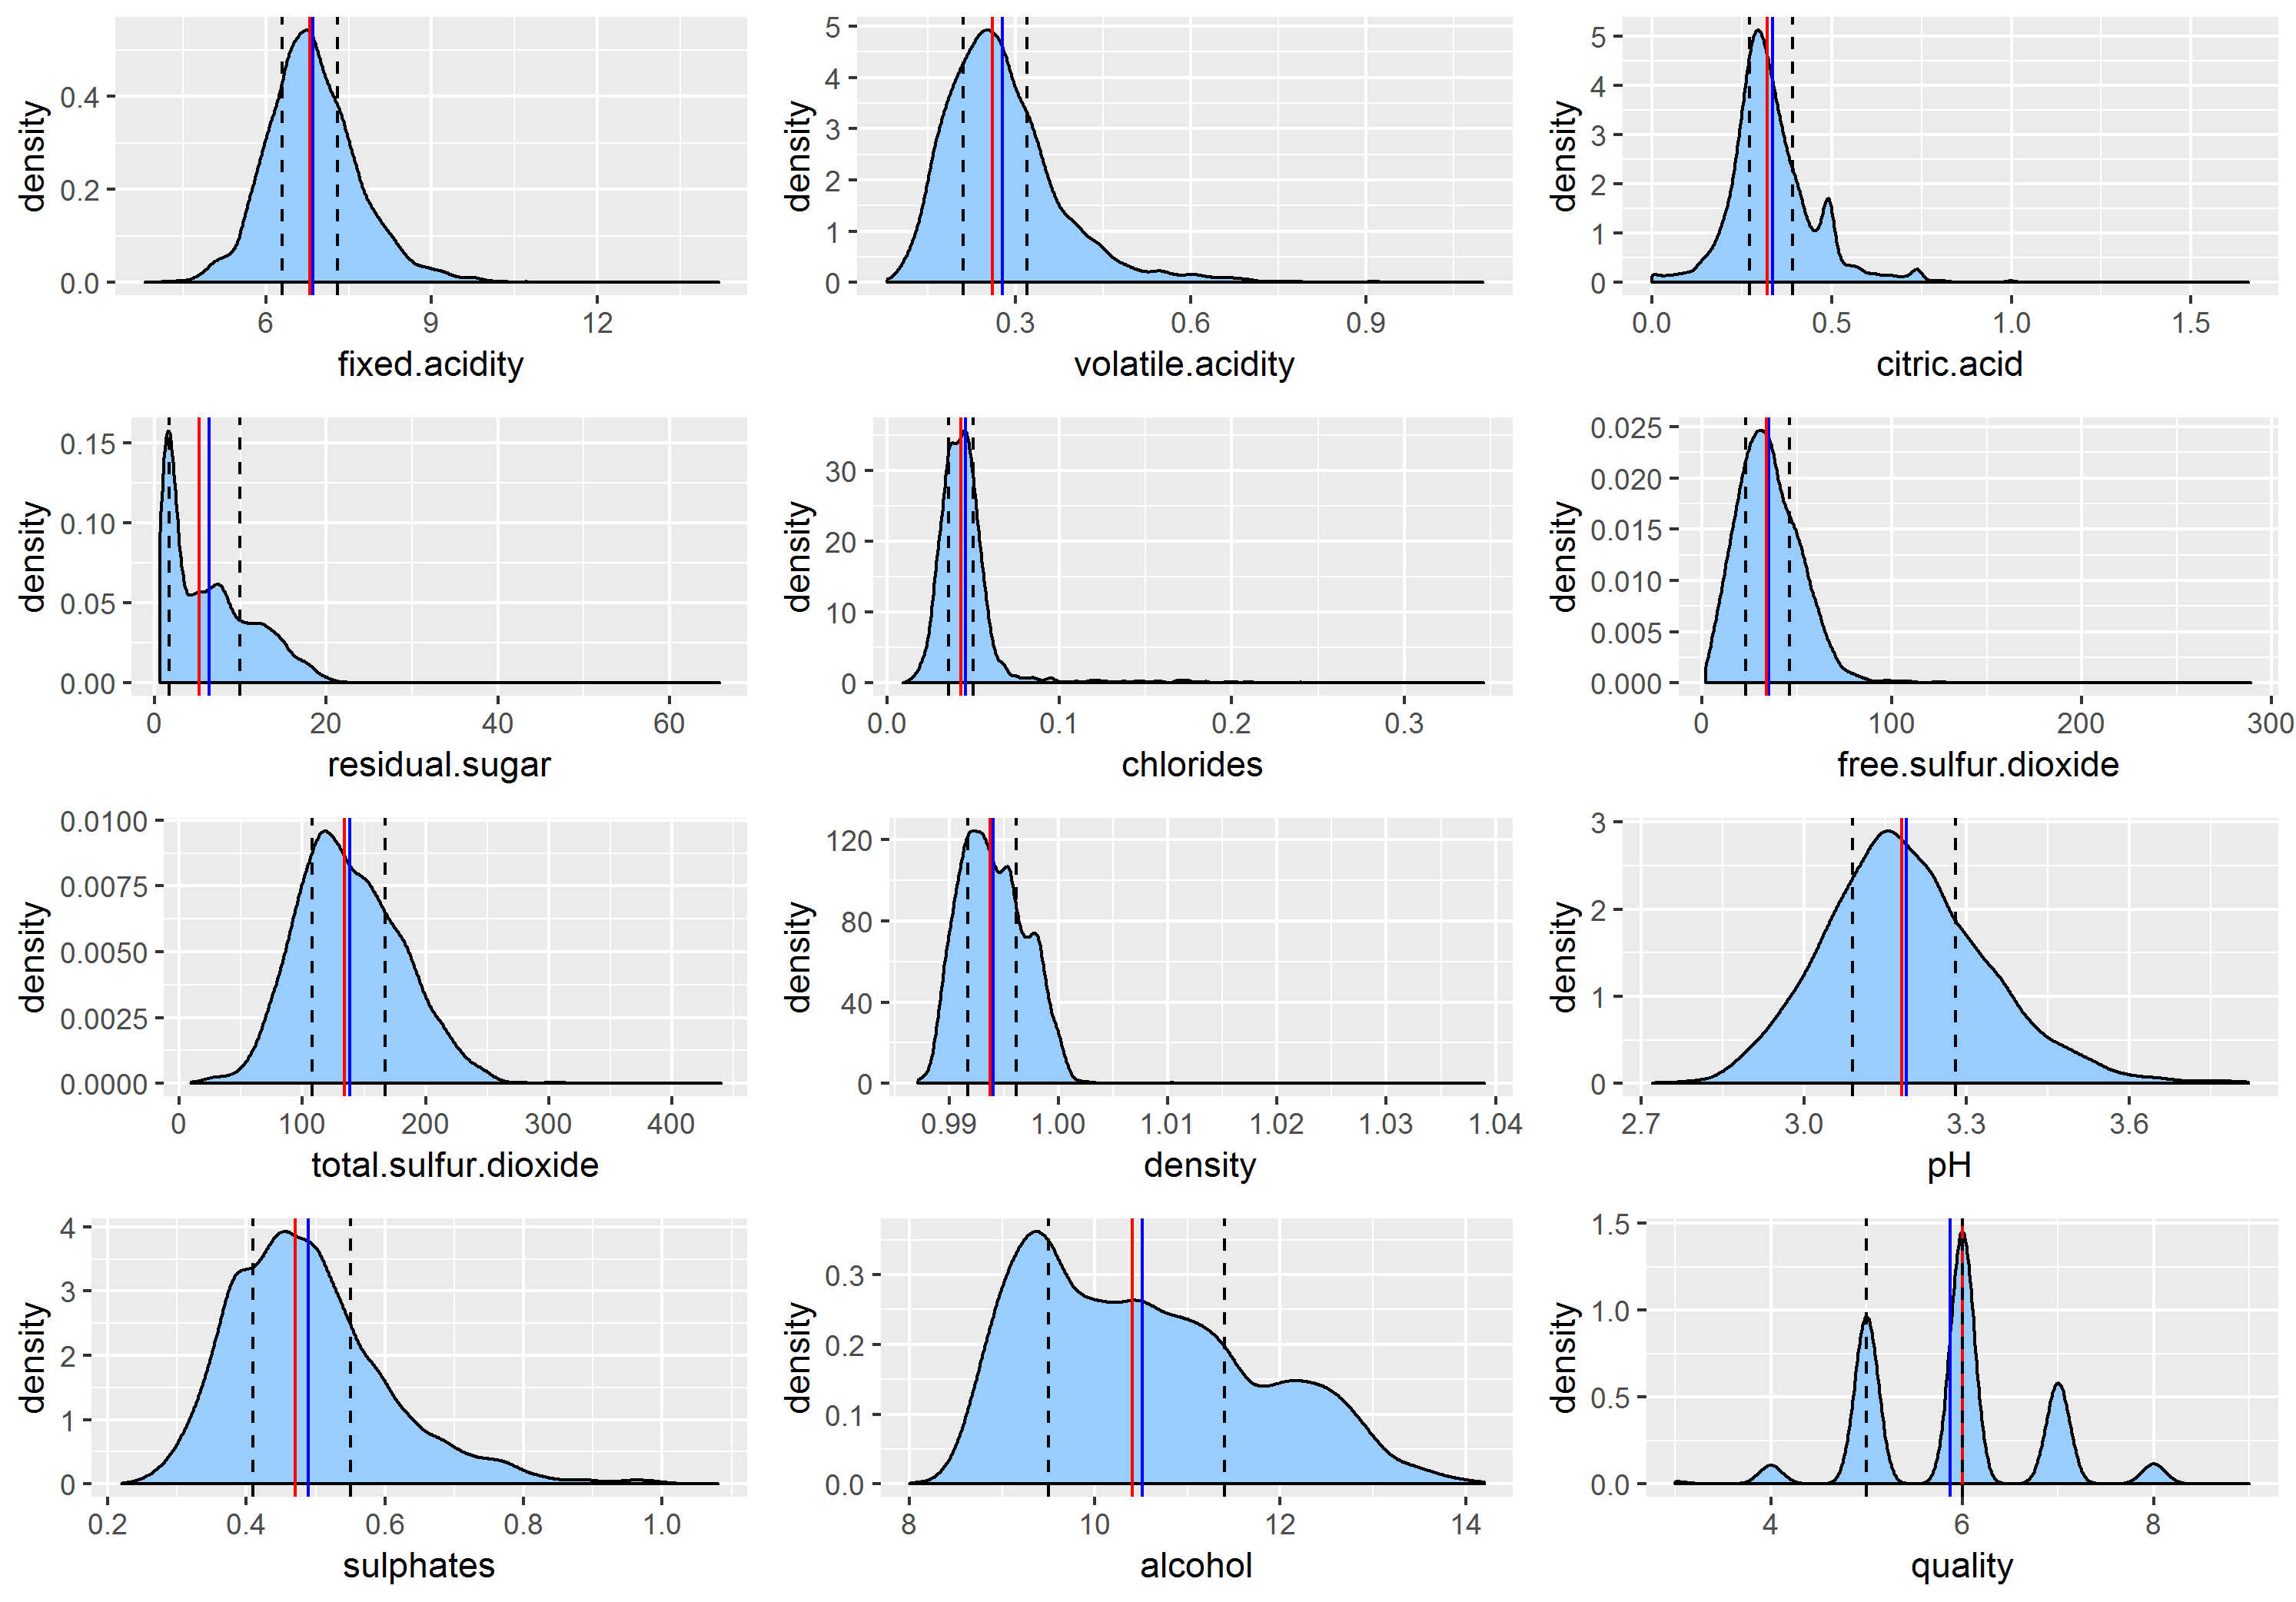 density
0.4
0.2
0.0
6 9 12
fixed.acidity
density
5
4
3
2
1
0
0.3 0.6 0.9
volatile.acidity
density
5
4
3
2
1
0
0.0 0.5 1.0 1.5
citric.acid
density
0.15
0.10
0.05
0.00
0 20 40 60
residual.sugar
density
30
20
10
0
0.0 0.1 0.2 0.3
chlorides
density
0.025
0.020
0.015
0.010
0.005
0.000
0 100 200 300
free.sulfur.dioxide
density
0.0100
0.0075
0.0050
0.0025
0.0000
0 100 200 300 400
total.sulfur.dioxide
density
120
80
40
0
0.99 1.00 1.01 1.02 1.03 1.04
density
density
3
2
1
0
2.7 3.0 3.3 3.6
pH
density
4
3
2
1
0
0.2 0.4 0.6 0.8 1.0
sulphates
density
0.3
0.2
0.1
0.0
8 10 12 14
alcohol
density
1.5
1.0
0.5
0.0
4 6 8
quality